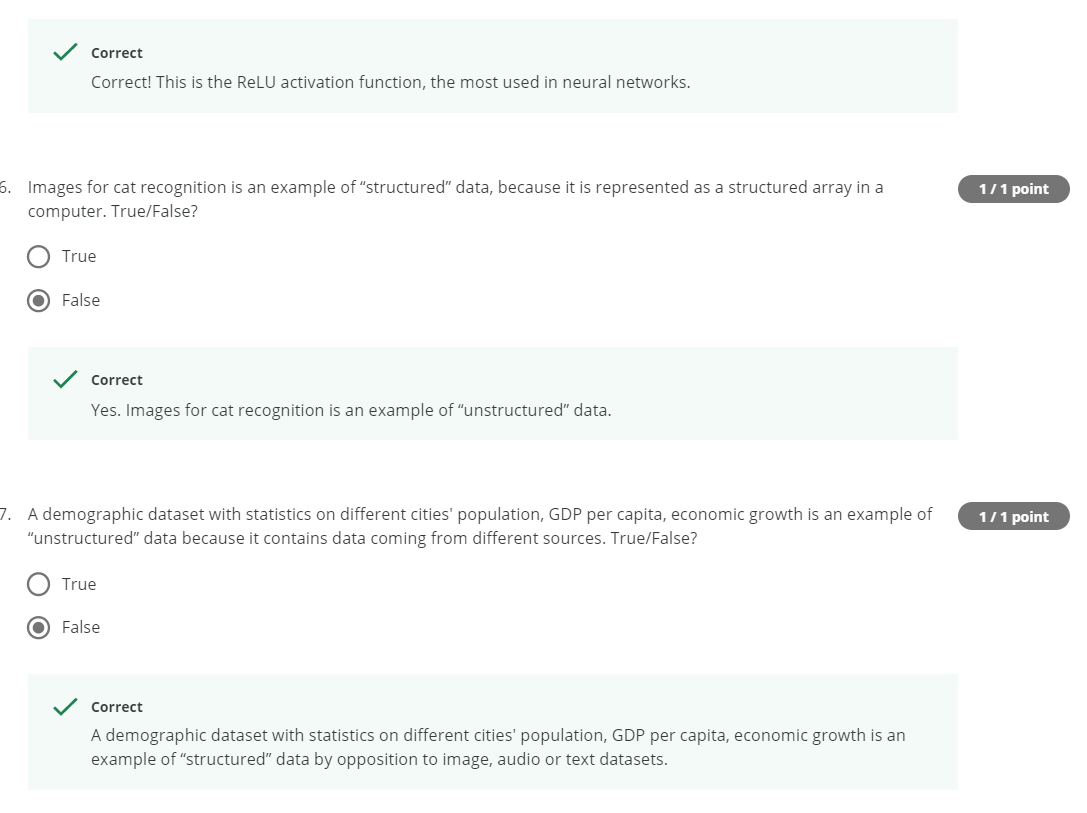 Correct
Correct! This is the ReLU activation function, the most used in neural networks.
6. Images for cat recognition is an example of “structured” data, because it is represented as a structured array in a
computer. True/False?
1 / 1 point
True
False
Correct
Yes. Images for cat recognition is an example of “unstructured” data.
7. A demographic dataset with statistics on different cities' population, GDP per capita, economic growth is an example of
“unstructured” data because it contains data coming from different sources. True/False?
1 / 1 point
True
False
Correct
A demographic dataset with statistics on different cities' population, GDP per capita, economic growth is an
example of “structured” data by opposition to image, audio or text datasets.